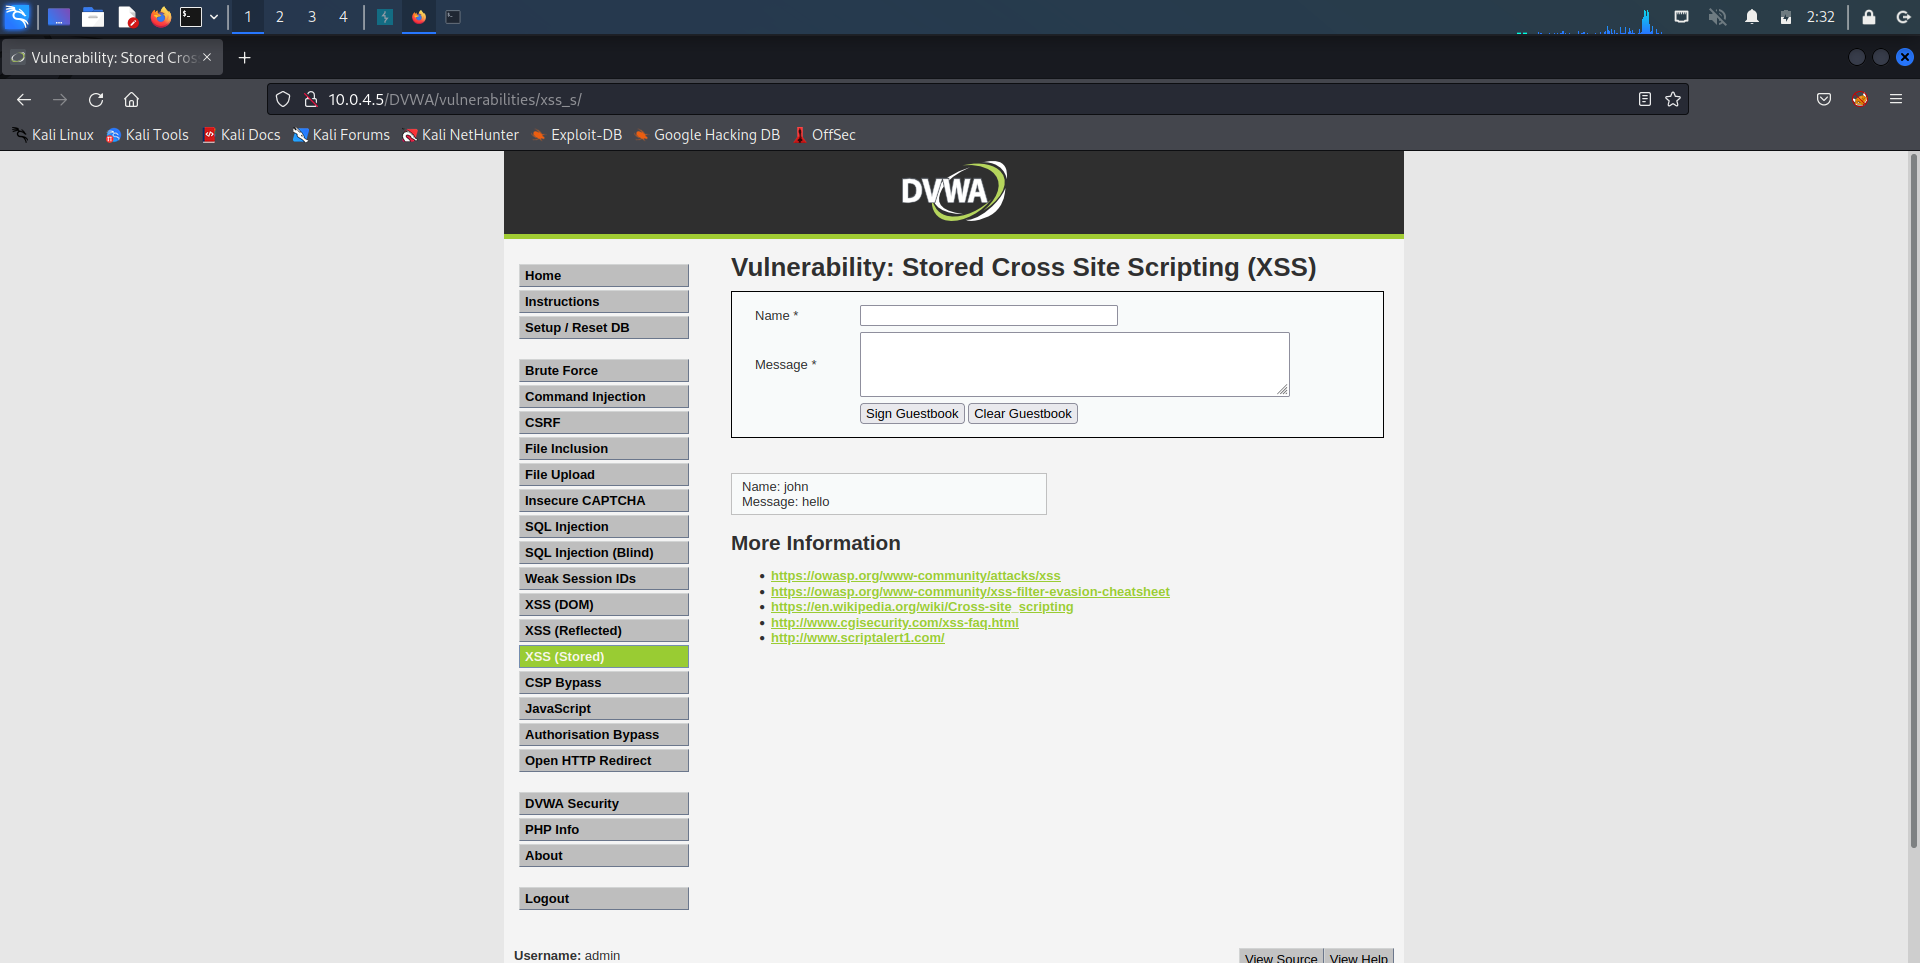 1 2 3 4 2:32
Vulnerability: Stored Cros
10.0.4.5/DVWA/vulnerabilities/xss_s/
Kali Linux Kali Tools Kali Docs Kali Forums Kali NetHunter Exploit-DB Google Hacking DB OffSec
DVWA
Home
Instructions
Setup / Reset DB
Brute Force
Command Injection
CSRF
File Inclusion
File Upload
Insecure CAPTCHA
SQL Injection
SQL Injection (Blind)
Weak Session IDs
XSS (DOM)
XSS (Reflected)
XSS (Stored)
CSP Bypass
JavaScript
Authorisation Bypass
Open HTTP Redirect
DVWA Security
PHP Info
About
Logout
Vulnerability: Stored Cross Site Scripting (XSS)
Name *
Message *
Sign Guestbook Clear Guestbook
Name: john
Message: hello
More Information
https://owasp.org/www-community/attacks/xss
https://owasp.org/www-community/xss-filter-evasion-cheatsheet
https://en.wikipedia.org/wiki/Cross-site_scripting
http://www.cgisecurity.com/xss-faq.html
http://www.scriptalert1.com/
Username: admin
View Source View Help